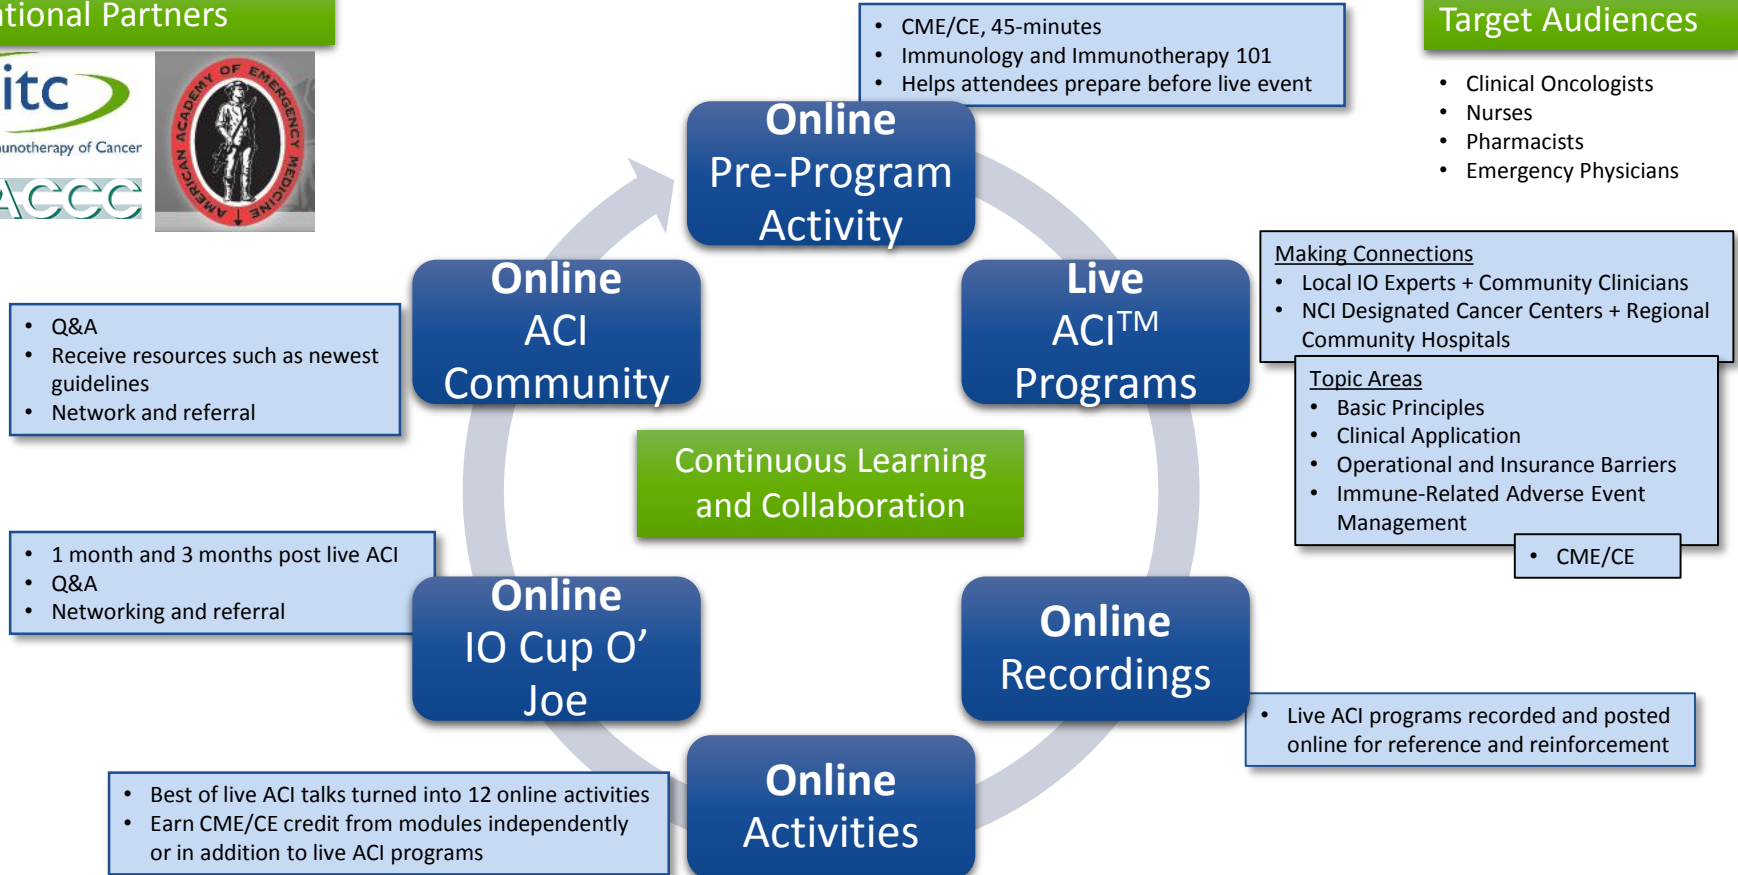 ational Partners
itc
munotherapy of Cancer
ACCC
AMERICAN ACADEMY OF EMERGENCY MEDICINE
• CME/CE, 45-minutes
• Immunology and Immunotherapy 101
• Helps attendees prepare before live event
Target Audiences
• Clinical Oncologists
• Nurses
• Pharmacists
• Emergency Physicians
Online
Pre-Program
Activity
Live
ACI™
Programs
Making Connections
• Local IO Experts + Community Clinicians
• NCI Designated Cancer Centers + Regional
Community Hospitals
Topic Areas
• Basic Principles
• Clinical Application
• Operational and Insurance Barriers
• Immune-Related Adverse Event
Management
• CME/CE
Online
Recordings
• Live ACI programs recorded and posted
online for reference and reinforcement
Online
Activities
• Best of live ACI talks turned into 12 online activities
• Earn CME/CE credit from modules independently
or in addition to live ACI programs
Online
IO Cup O’
Joe
• 1 month and 3 months post live ACI
• Q&A
• Networking and referral
Online
ACI
Community
• Q&A
• Receive resources such as newest
guidelines
• Network and referral
Continuous Learning
and Collaboration